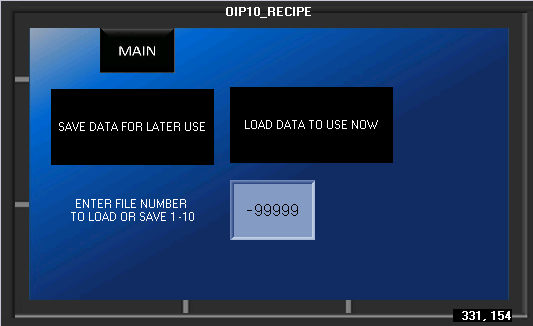 OIP10_RECIPE
MAIN
SAVE DATA FOR LATER USE
LOAD DATA TO USE NOW
ENTER FILE NUMBER
TO LOAD OR SAVE 1-10
-99999
331, 154